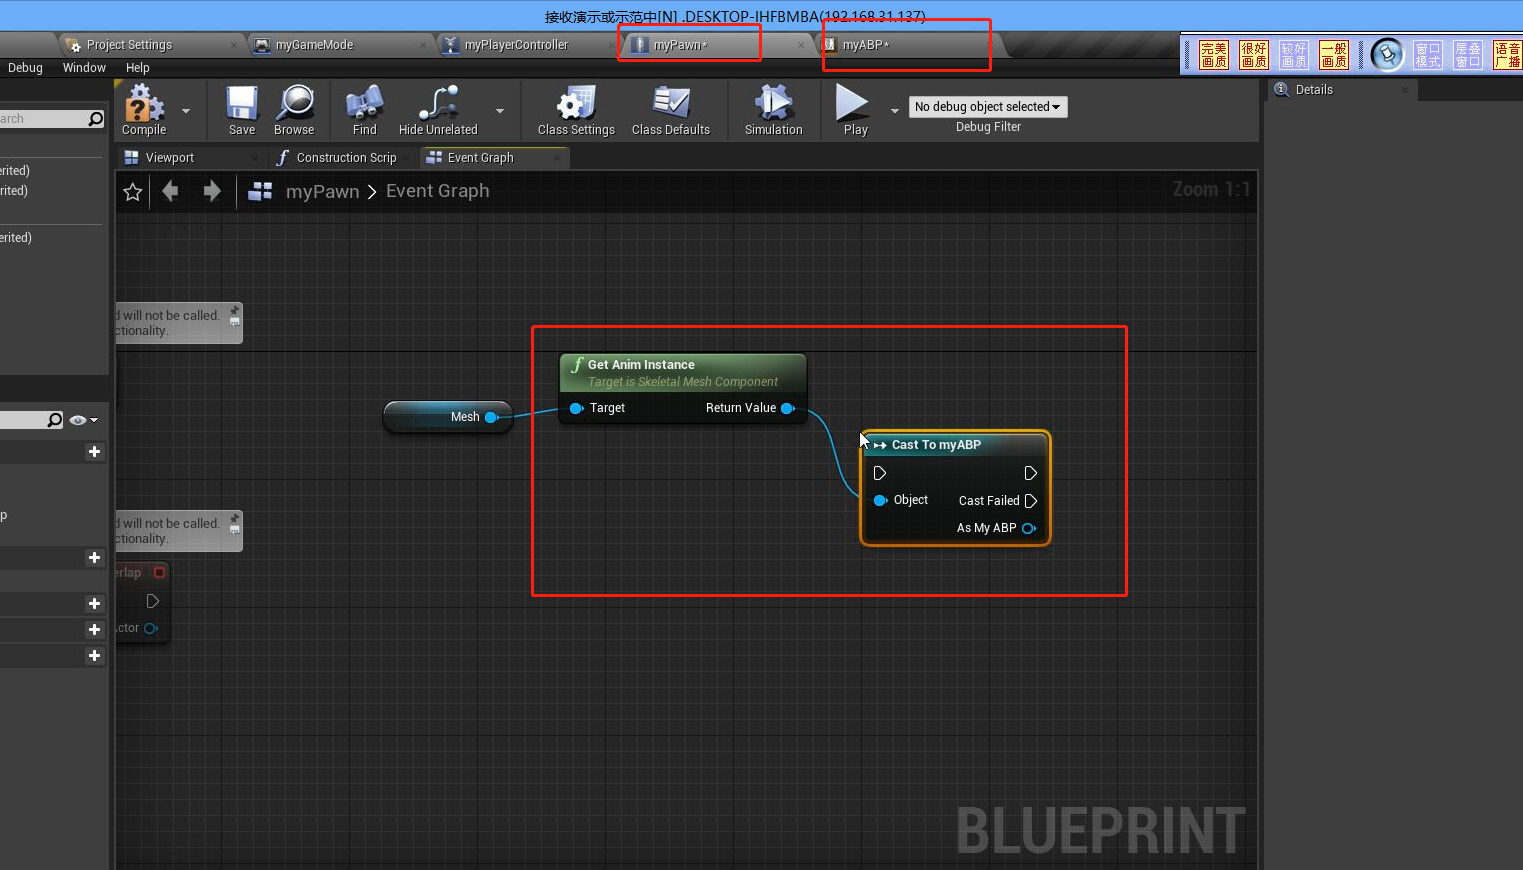 接收演示或示范中[N] .DESKTOP-IHFBMBA(192.168.31.137)
Project Settings
myGameMode
myPlayerController
myPawn*
myABP*
完美画质
很好画质
较好画质
一般画质
窗口模式
层叠窗口
语音广播
Debug
Window
Help
Details
arch
Compile
Save
Browse
Find
Hide Unrelated
Class Settings
Class Defaults
Simulation
Play
No debug object selected
Debug Filter
Viewport
Construction Scrip
Event Graph
erited)
rited)
erited)
myPawn > Event Graph
Zoom 1:1
d will not be called.
ctionality.
Get Anim Instance
Target is Skeletal Mesh Component
Target
Return Value
Mesh
Cast To myABP
Object
Cast Failed
As My ABP
p
d will not be called.
ctionality.
erlap
Actor
BLUEPRINT